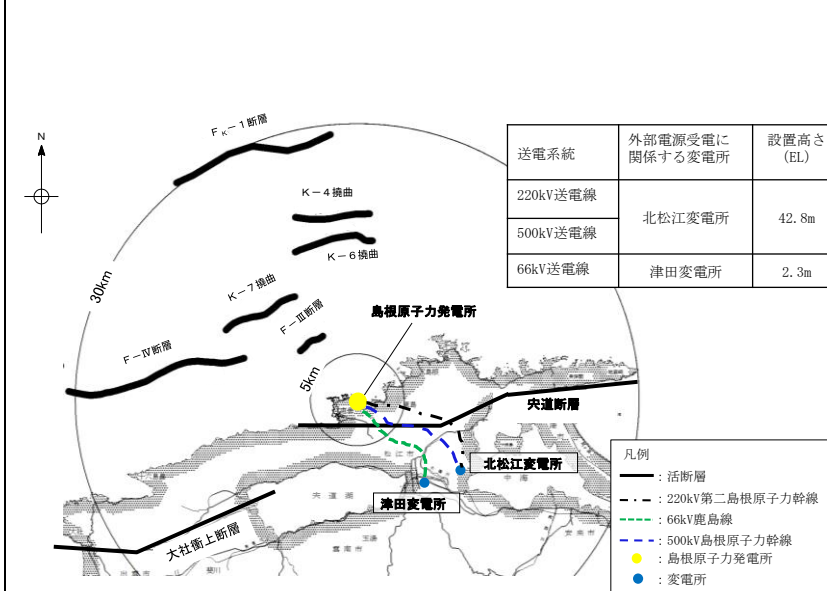 FK－1断層
N
K－4撓曲
K－6撓曲
30km
K－7撓曲
F－Ⅲ断層
島根原子力発電所
F－Ⅳ断層
5km
宍道断層
松江市
北松江変電所
中海
宍道湖
津田変電所
大社衝上断層
送電系統
外部電源受電に
関係する変電所
設置高さ
(EL)
220kV送電線
500kV送電線
北松江変電所
42.8m
66kV送電線
津田変電所
2.3m
凡例
：活断層
：220kV第二島根原子力幹線
：66kV鹿島線
：500kV島根原子力幹線
：島根原子力発電所
：変電所